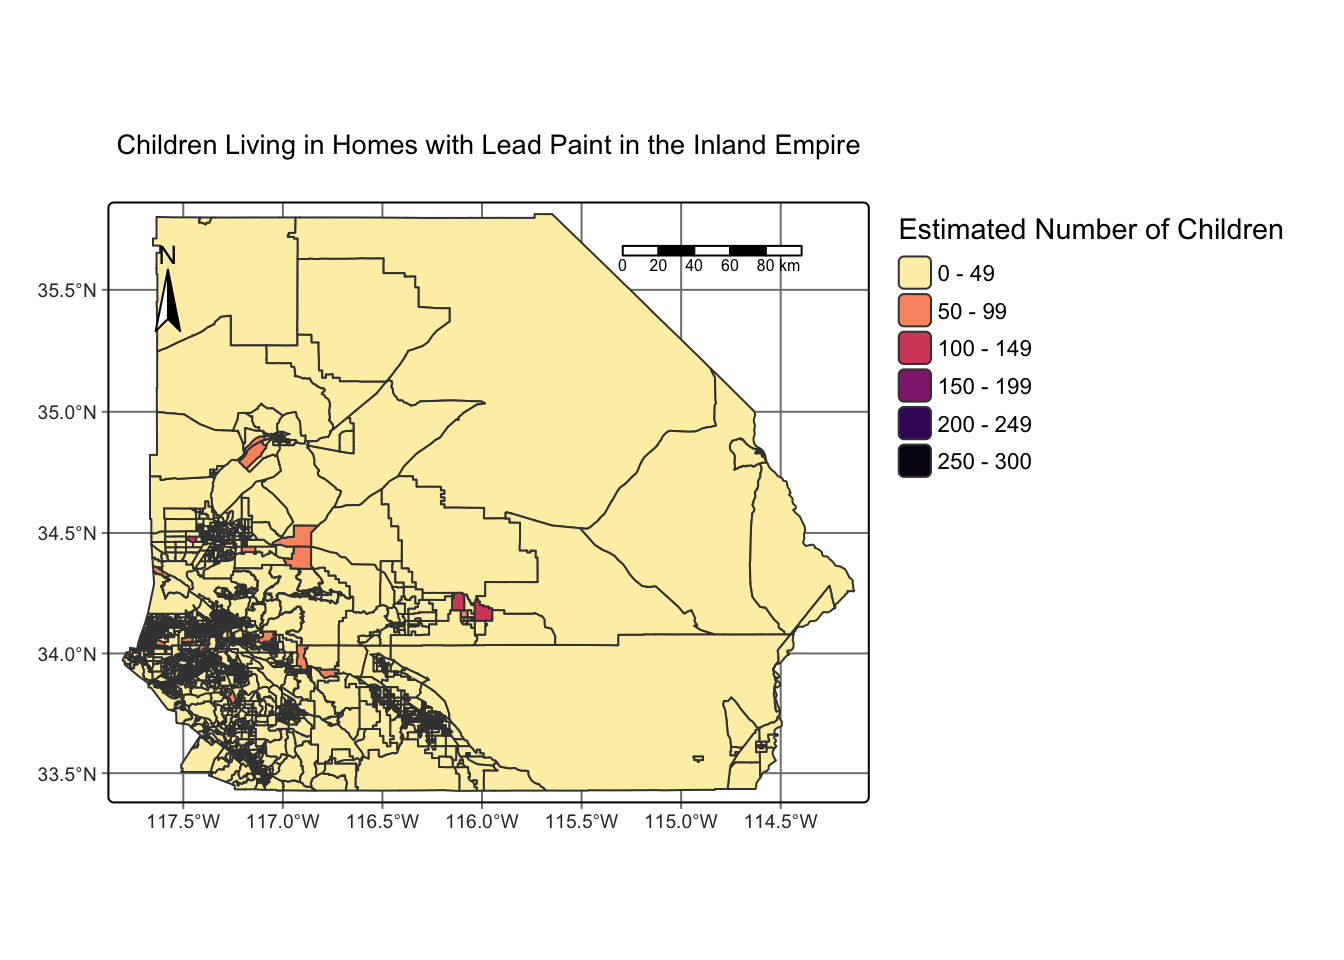 Children Living in Homes with Lead Paint in the Inland Empire
Estimated Number of Children
0 - 49
50 - 99
100 - 149
150 - 199
200 - 249
250 - 300
N
0 20 40 60 80 km
35.5°N
35.0°N
34.5°N
34.0°N
33.5°N
117.5°W 117.0°W 116.5°W 116.0°W 115.5°W 115.0°W 114.5°W